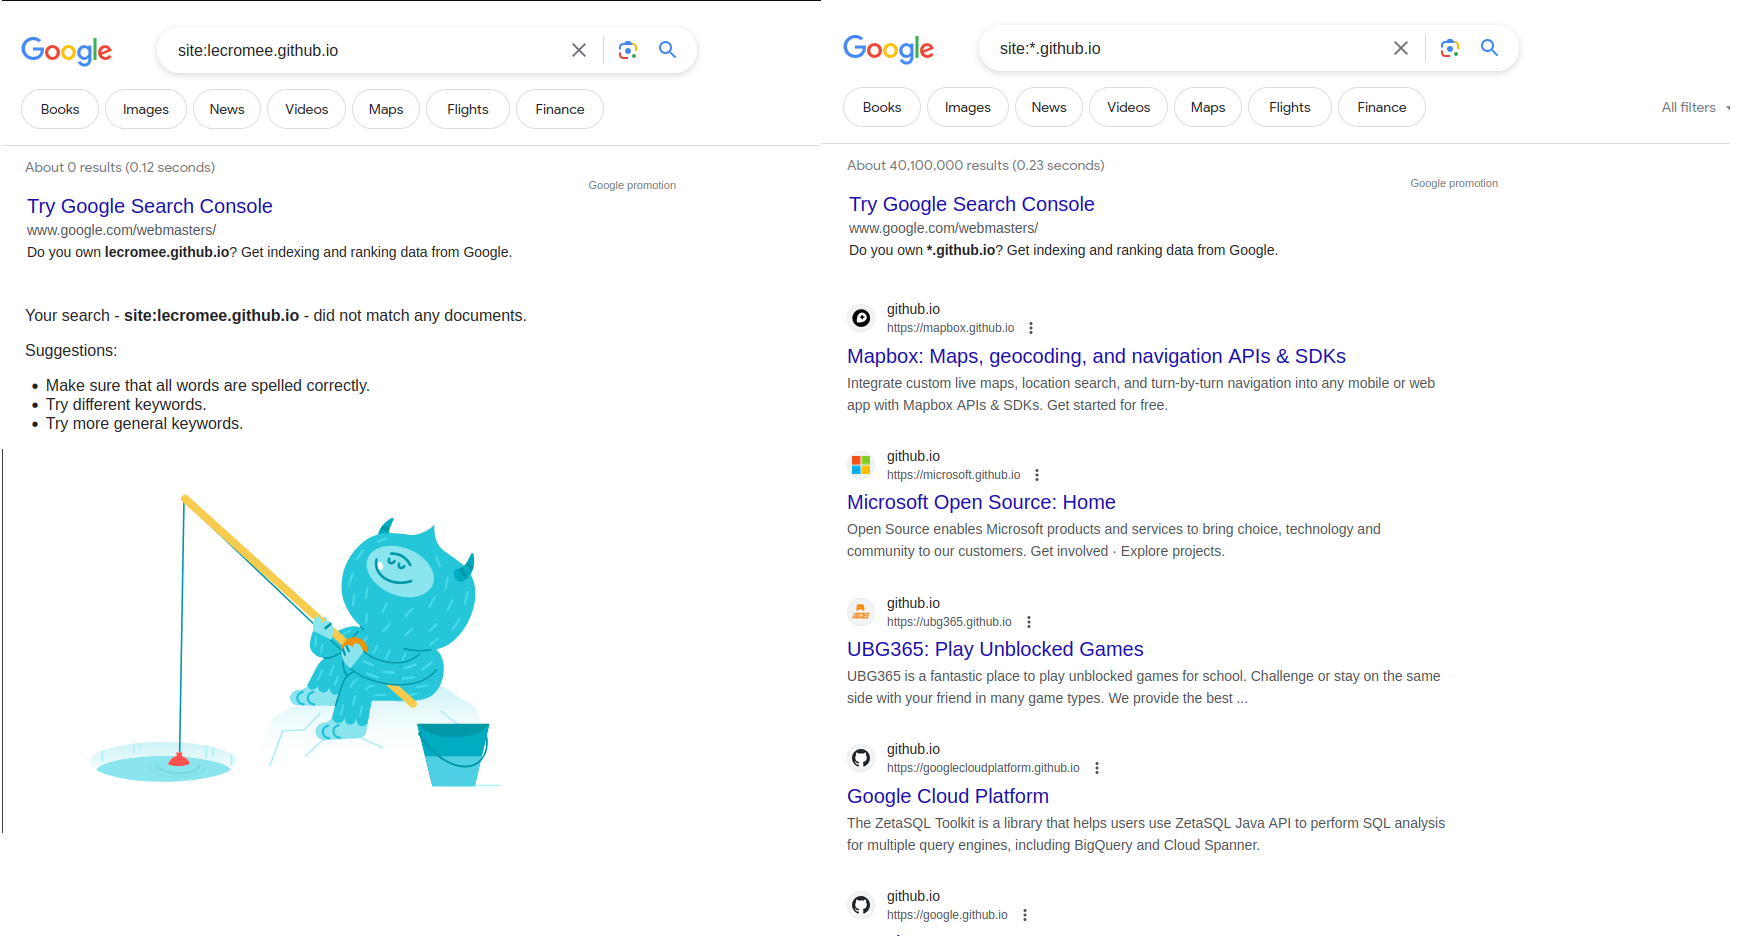 Google
site:lecromee.github.io
Books Images News Videos Maps Flights Finance
About 0 results (0.12 seconds)
Google promotion
Try Google Search Console
www.google.com/webmasters/
Do you own lecromee.github.io? Get indexing and ranking data from Google.
Your search - site:lecromee.github.io - did not match any documents.
Suggestions:
Make sure that all words are spelled correctly.
Try different keywords.
Try more general keywords.
Google
site:*.github.io
Books Images News Videos Maps Flights Finance All filters
About 40,100,000 results (0.23 seconds)
Google promotion
Try Google Search Console
www.google.com/webmasters/
Do you own *.github.io? Get indexing and ranking data from Google.
github.io
https://mapbox.github.io
Mapbox: Maps, geocoding, and navigation APIs & SDKs
Integrate custom live maps, location search, and turn-by-turn navigation into any mobile or web
app with Mapbox APIs & SDKs. Get started for free.
github.io
https://microsoft.github.io
Microsoft Open Source: Home
Open Source enables Microsoft products and services to bring choice, technology and
community to our customers. Get involved · Explore projects.
github.io
https://ubg365.github.io
UBG365: Play Unblocked Games
UBG365 is a fantastic place to play unblocked games for school. Challenge or stay on the same
side with your friend in many game types. We provide the best ...
github.io
https://googlecloudplatform.github.io
Google Cloud Platform
The ZetaSQL Toolkit is a library that helps users use ZetaSQL Java API to perform SQL analysis
for multiple query engines, including BigQuery and Cloud Spanner.
github.io
https://google.github.io